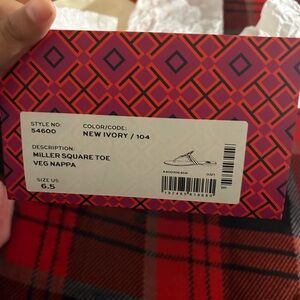 STYLE NO:
54600
COLOR/CODE:
NEW IVORY / 104
DESCRIPTION:
MILLER SQUARE TOE
VEG NAPPA
SIZE US
6.5